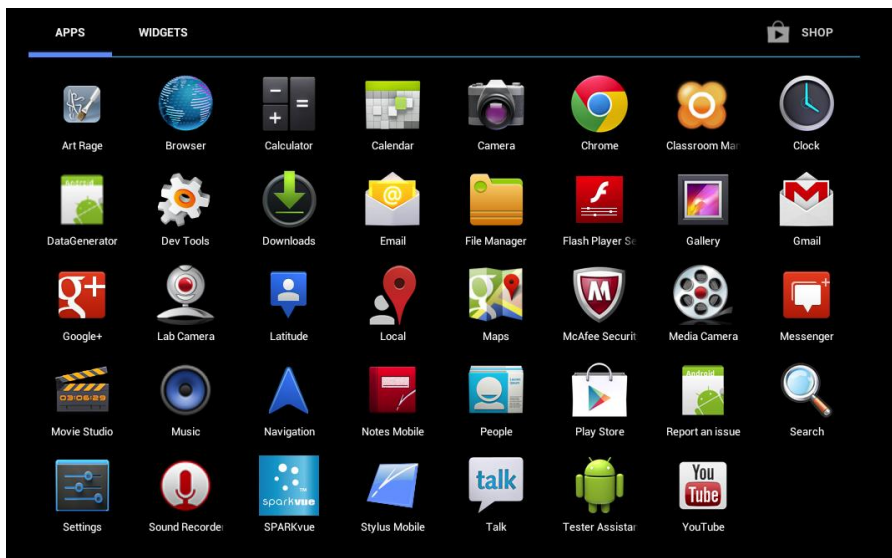 APPS WIDGETS SHOP
Art Rage Browser Calculator Calendar Camera Chrome Classroom Man Clock
Android
DataGenerator Dev Tools Downloads Email File Manager Flash Player Se Gallery Gmail
g+
Google+ Lab Camera Latitude Local Maps McAfee Securit Media Camera Messenger
03:06:29
Android
Movie Studio Music Navigation Notes Mobile People Play Store Report an issue Search
sparkvue
talk
You
Tube
Settings Sound Recorde SPARKvue Stylus Mobile Talk Tester Assistan YouTube